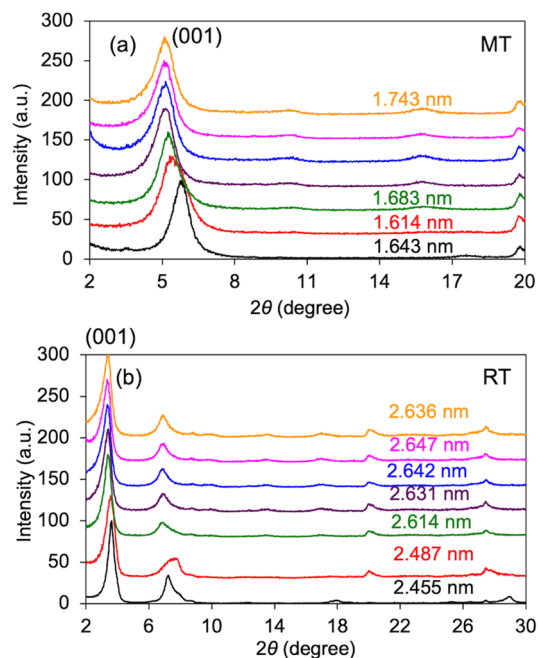 300
(a)
(001)
MT
250
200
1.743 nm
150
100
1.683 nm
50
1.614 nm
1.643 nm
0
2 5 8 11 14 17 20
Intensity (a.u.)
2θ (degree)
(001)
300
(b)
RT
250
2.636 nm
200
2.647 nm
150
2.642 nm
2.631 nm
100
2.614 nm
50
2.487 nm
2.455 nm
0
2 6 10 14 18 22 26 30
Intensity (a.u.)
2θ (degree)